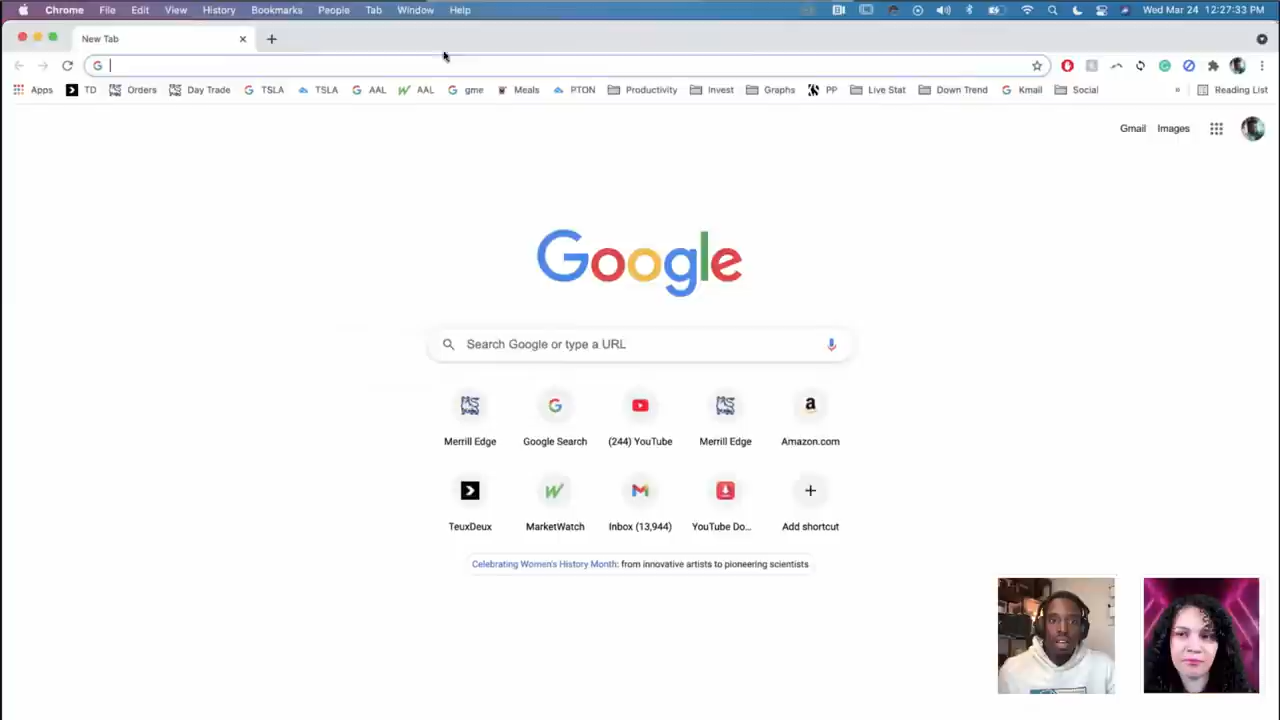 Chrome File Edit View History Bookmarks People Tab Window Help Wed Mar 24 12:27:33 PM
New Tab
Apps TD Orders Day Trade TSLA TSLA AAL AAL gme Meals PTON Productivity Invest Graphs PP Live Stat Down Trend Kmail Social » Reading List
Gmail Images
Google
Search Google or type a URL
Merrill Edge Google Search (244) YouTube Merrill Edge Amazon.com
TeuxDeux MarketWatch Inbox (13,944) YouTube Do... Add shortcut
Celebrating Women's History Month: from innovative artists to pioneering scientists